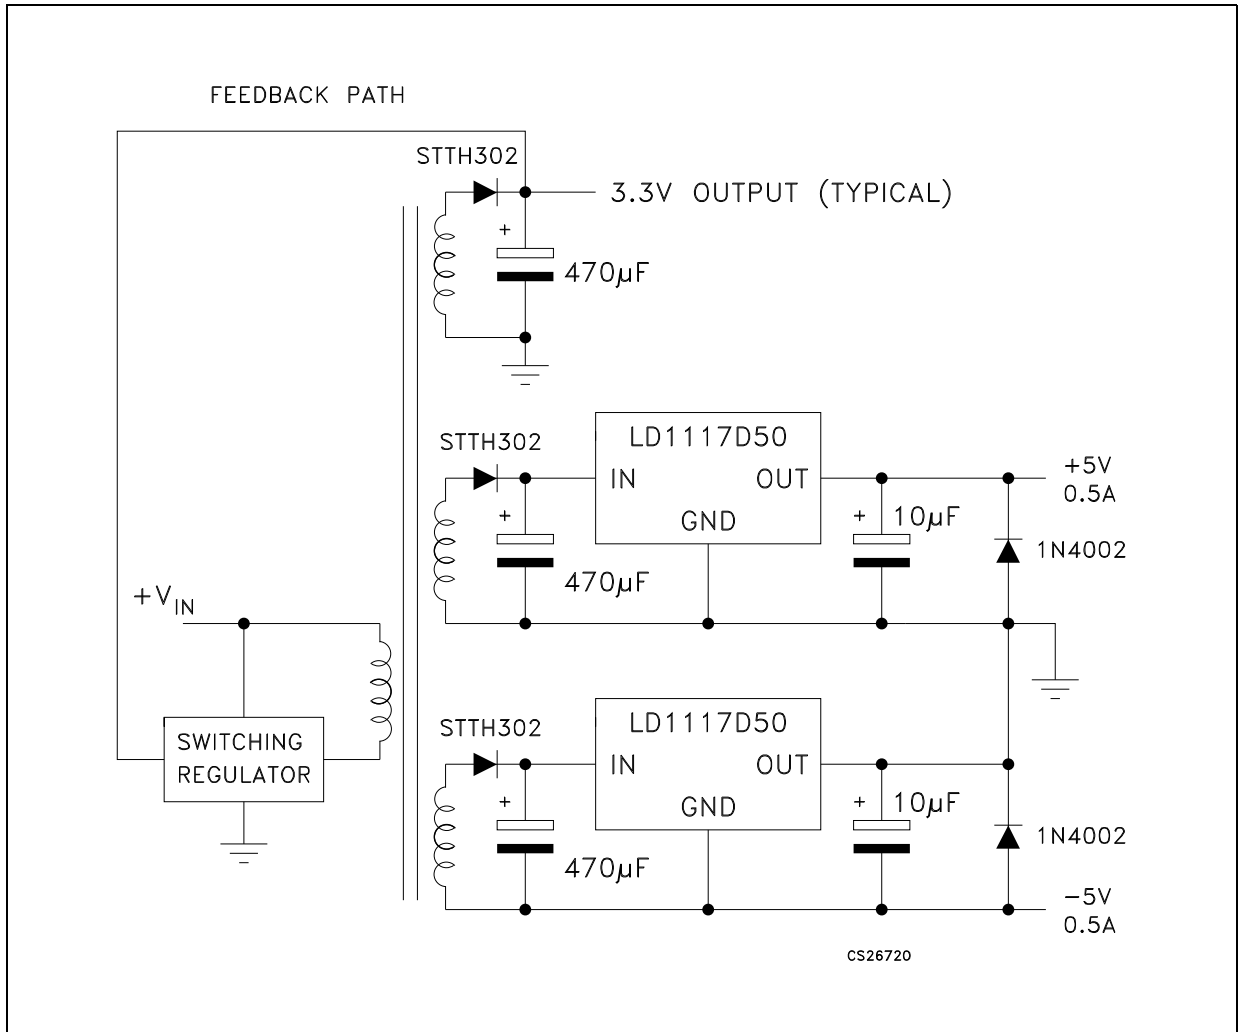 FEEDBACK PATH
STTH302
3.3V OUTPUT (TYPICAL)
+
470µF
STTH302
LD1117D50
IN
OUT
GND
+
470µF
+
10µF
+5V
0.5A
1N4002
+VIN
SWITCHING
REGULATOR
STTH302
LD1117D50
IN
OUT
GND
+
470µF
+
10µF
1N4002
-5V
0.5A
CS26720